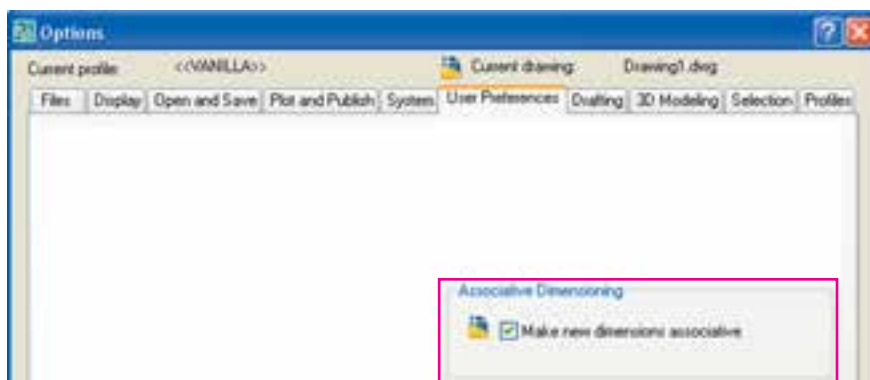 Options
Current profile: <<VANILLA>> Current drawing: Drawing1.dwg
Files Display Open and Save Plot and Publish System User Preferences Drafting 3D Modeling Selection Profiles
Associative Dimensioning
Make new dimensions associative